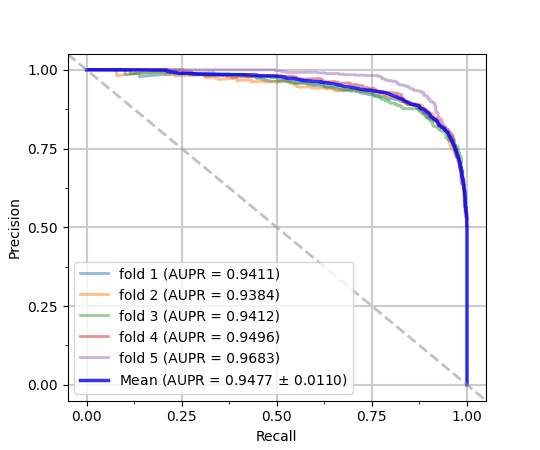 1.00
0.75
0.50
0.25
0.00
Precision
fold 1 (AUPR = 0.9411)
fold 2 (AUPR = 0.9384)
fold 3 (AUPR = 0.9412)
fold 4 (AUPR = 0.9496)
fold 5 (AUPR = 0.9683)
Mean (AUPR = 0.9477 ± 0.0110)
0.00 0.25 0.50 0.75 1.00
Recall